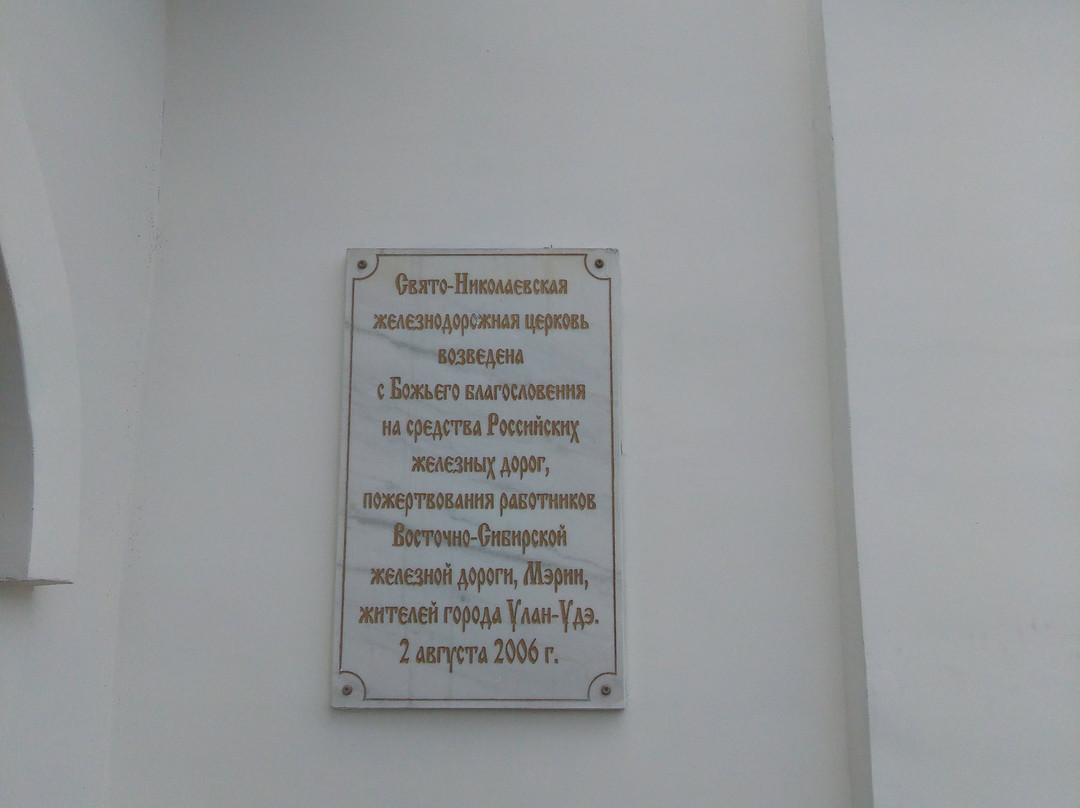 Свято-Николаевская
железнодорожная церковь
возведена
с Божьего благословения
на средства Российских
железных дорог,
пожертвования работников
Восточно-Сибирской
железной дороги, Мэрии,
жителей города Улан-Удэ.
2 августа 2006 г.